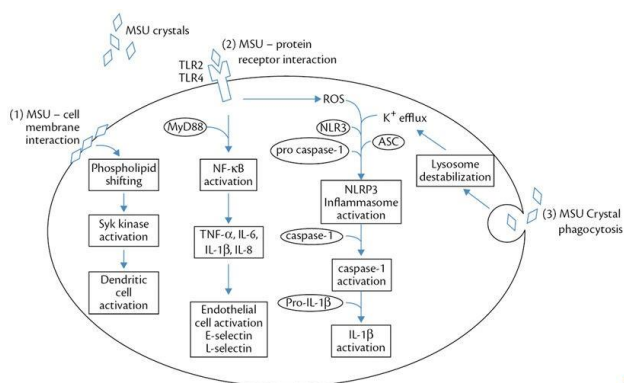 MSU crystals
(2) MSU – protein
receptor interaction
TLR2
TLR4
(1) MSU – cell
membrane
interaction
Phospholipid
shifting
Syk kinase
activation
Dendritic
cell
activation
MyD88
NF-κB
activation
TNF-α, IL-6,
IL-1β, IL-8
Endothelial
cell activation
E-selectin
L-selectin
ROS
K+ efflux
NLR3
ASC
pro caspase-1
NLRP3
Inflammasome
activation
caspase-1
caspase-1
activation
Pro-IL-1β
IL-1β
activation
Lysosome
destabilization
(3) MSU Crystal
phagocytosis